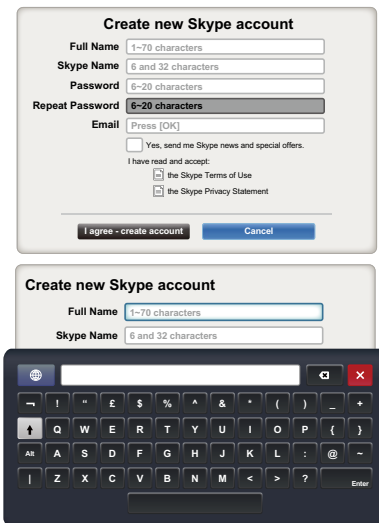 Create new Skype account
Full Name 1~70 characters
Skype Name 6 and 32 characters
Password 6~20 characters
Repeat Password 6~20 characters
Email Press [OK]
Yes, send me Skype news and special offers.
I have read and accept:
the Skype Terms of Use
the Skype Privacy Statement
I agree - create account Cancel
Create new Skype account
Full Name 1~70 characters
Skype Name 6 and 32 characters
¬ ! " £ $ % ^ & * ( ) _ +
Q W E R T Y U I O P { }
Alt A S D F G H J K L : @ ~
| Z X C V B N M < > ? Enter